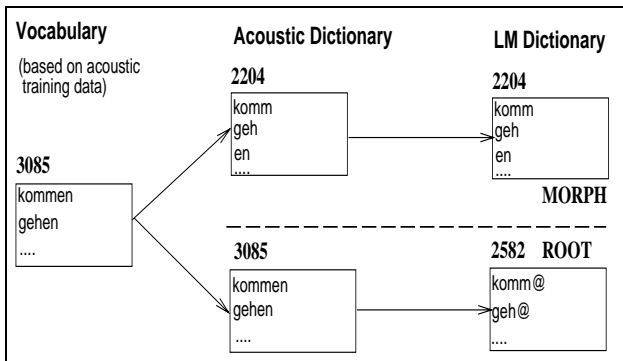 Vocabulary
(based on acoustic
training data)
3085
kommen
gehen
....
Acoustic Dictionary
2204
komm
geh
en
....
LM Dictionary
2204
komm
geh
en
....
MORPH
3085
kommen
gehen
....
2582 ROOT
komm@
geh@
....